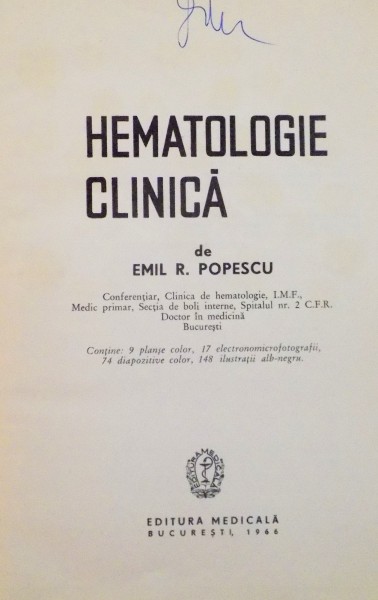 HEMATOLOGIE
CLINICĂ
de
EMIL R. POPESCU
Conferențiar, Clinica de hematologie, I.M.F.,
Medic primar, Secția de boli interne, Spitalul nr. 2 C.F.R.
Doctor în medicină
București
Conține: 9 planșe color, 17 electronomicrofotografii,
74 diapozitive color, 148 ilustrații alb-negru.
EDITURA MEDICALĂ
EDITURA MEDICALĂ
BUCUREȘTI, 1966